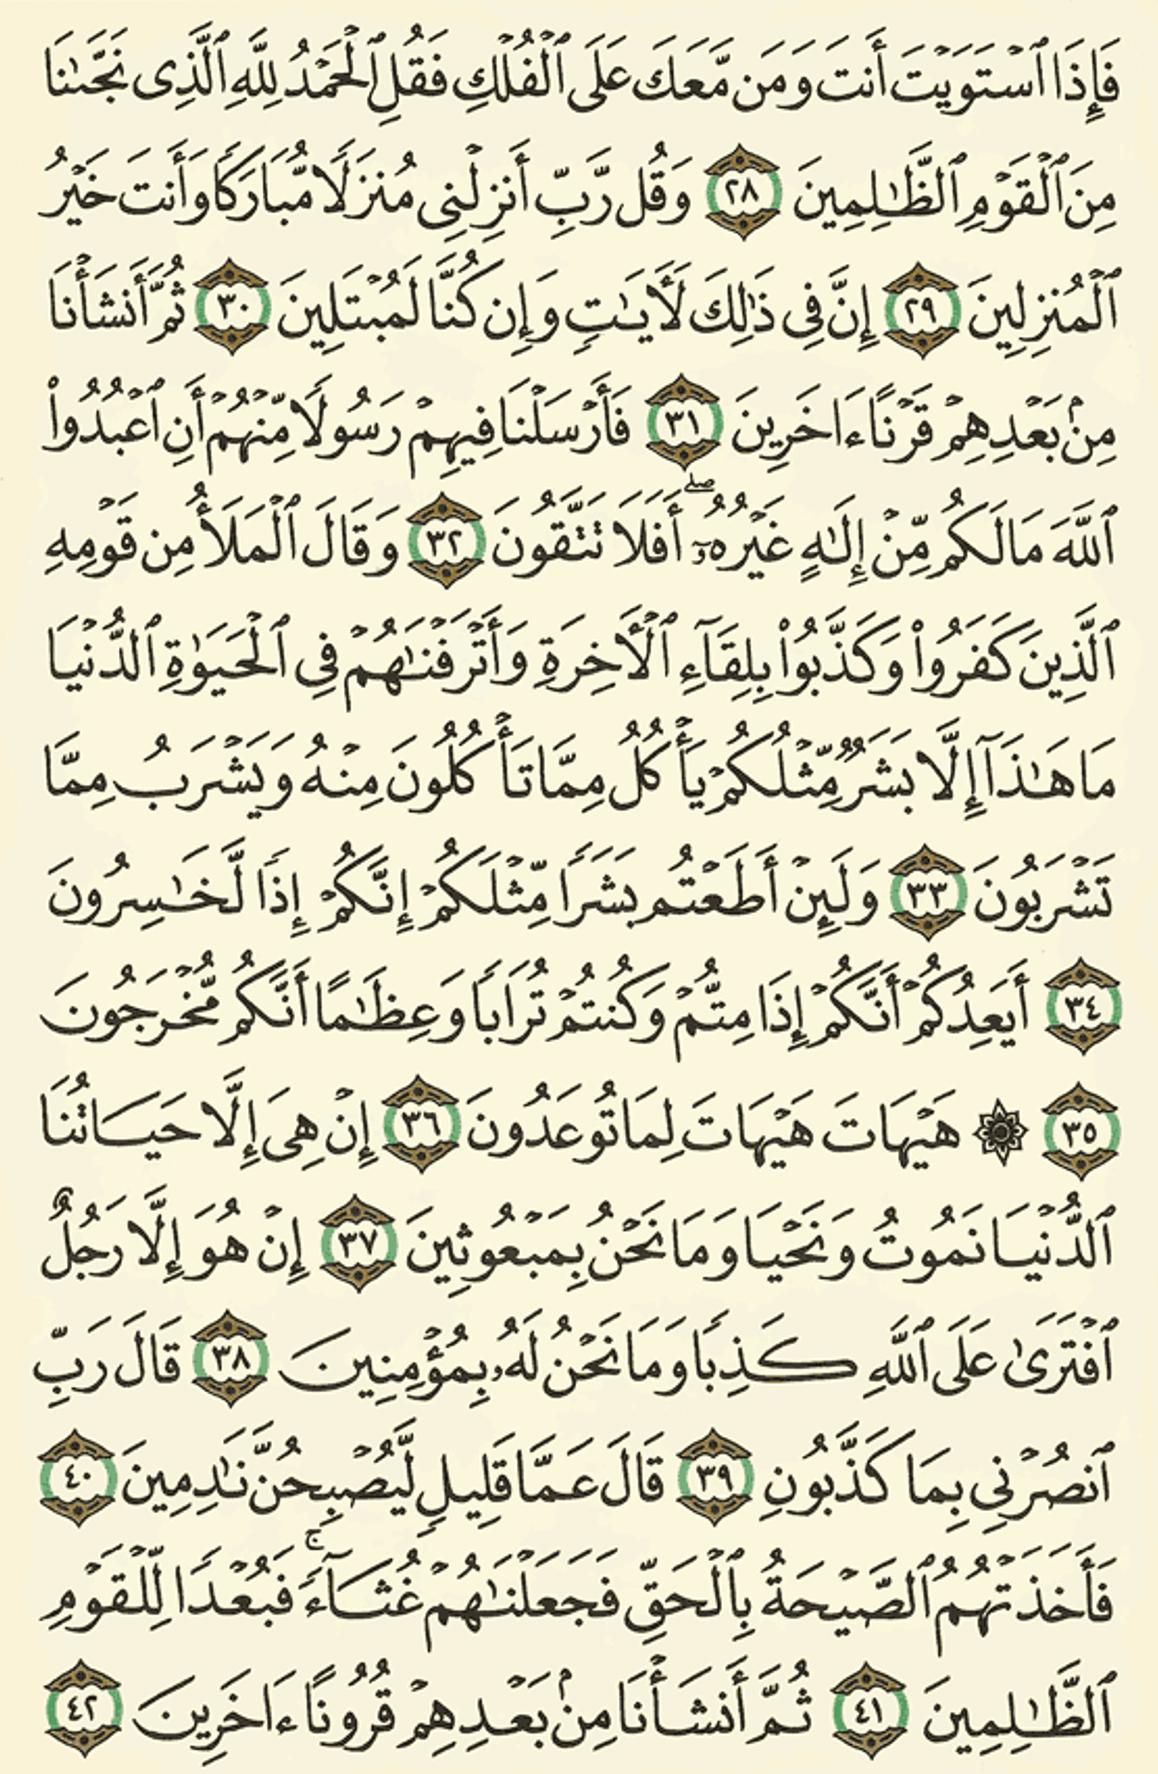 فَإِذَا ٱسْتَوَيْتَ أَنتَ وَمَن مَّعَكَ عَلَى ٱلْفُلْكِ فَقُلِ ٱلْحَمْدُ لِلَّهِ ٱلَّذِى نَجَّىٰنَا
مِنَ ٱلْقَوْمِ ٱلظَّـٰلِمِينَ ٢٨ وَقُل رَّبِّ أَنزِلْنِى مُنزَلًا مُّبَارَكًا وَأَنتَ خَيْرُ
ٱلْمُنزِلِينَ ٢٩ إِنَّ فِى ذَٰلِكَ لَـَٔايَـٰتٍ وَإِن كُنَّا لَمُبْتَلِينَ ٣٠ ثُمَّ أَنشَأْنَا
مِنۢ بَعْدِهِمْ قَرْنًا ءَاخَرِينَ ٣١ فَأَرْسَلْنَا فِيهِمْ رَسُولًا مِّنْهُمْ أَنِ ٱعْبُدُوا۟
ٱللَّهَ مَا لَكُم مِّنْ إِلَـٰهٍ غَيْرُهُۥٓ ۖ أَفَلَا تَتَّقُونَ ٣٢ وَقَالَ ٱلْمَلَأُ مِن قَوْمِهِ
ٱلَّذِينَ كَفَرُوا۟ وَكَذَّبُوا۟ بِلِقَآءِ ٱلْـَٔاخِرَةِ وَأَتْرَفْنَـٰهُمْ فِى ٱلْحَيَوٰةِ ٱلدُّنْيَا
مَا هَـٰذَآ إِلَّا بَشَرٌ مِّثْلُكُمْ يَأْكُلُ مِمَّا تَأْكُلُونَ مِنْهُ وَيَشْرَبُ مِمَّا
تَشْرَبُونَ ٣٣ وَلَئِنْ أَطَعْتُم بَشَرًا مِّثْلَكُمْ إِنَّكُمْ إِذًا لَّخَـٰسِرُونَ
٣٤ أَيَعِدُكُمْ أَنَّكُمْ إِذَا مِتُّمْ وَكُنتُمْ تُرَابًا وَعِظَـٰمًا أَنَّكُم مُّخْرَجُونَ
٣٥ ۞ هَيْهَاتَ هَيْهَاتَ لِمَا تُوعَدُونَ ٣٦ إِنْ هِىَ إِلَّا حَيَاتُنَا
ٱلدُّنْيَا نَمُوتُ وَنَحْيَا وَمَا نَحْنُ بِمَبْعُوثِينَ ٣٧ إِنْ هُوَ إِلَّا رَجُلٌ
ٱفْتَرَىٰ عَلَى ٱللَّهِ كَذِبًا وَمَا نَحْنُ لَهُۥ بِمُؤْمِنِينَ ٣٨ قَالَ رَبِّ
ٱنصُرْنِى بِمَا كَذَّبُونِ ٣٩ قَالَ عَمَّا قَلِيلٍ لَّيُصْبِحُنَّ نَـٰدِمِينَ ٤٠
فَأَخَذَتْهُمُ ٱلصَّيْحَةُ بِٱلْحَقِّ فَجَعَلْنَـٰهُمْ غُثَآءً ۚ فَبُعْدًا لِّلْقَوْمِ
ٱلظَّـٰلِمِينَ ٤١ ثُمَّ أَنشَأْنَا مِنۢ بَعْدِهِمْ قُرُونًا ءَاخَرِينَ ٤٢